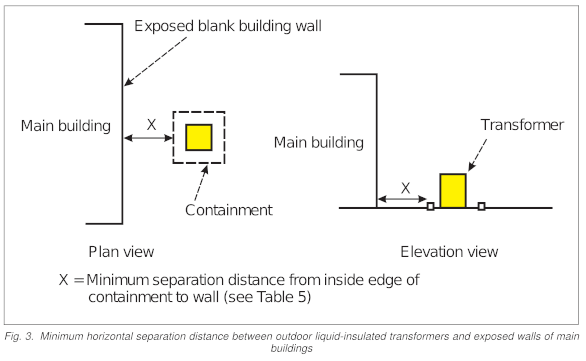 Exposed blank building wall
Main building
X
Containment
Plan view
Transformer
Main building
X
Elevation view
X = Minimum separation distance from inside edge of
containment to wall (see Table 5)
Fig. 3. Minimum horizontal separation distance between outdoor liquid-insulated transformers and exposed walls of main
buildings